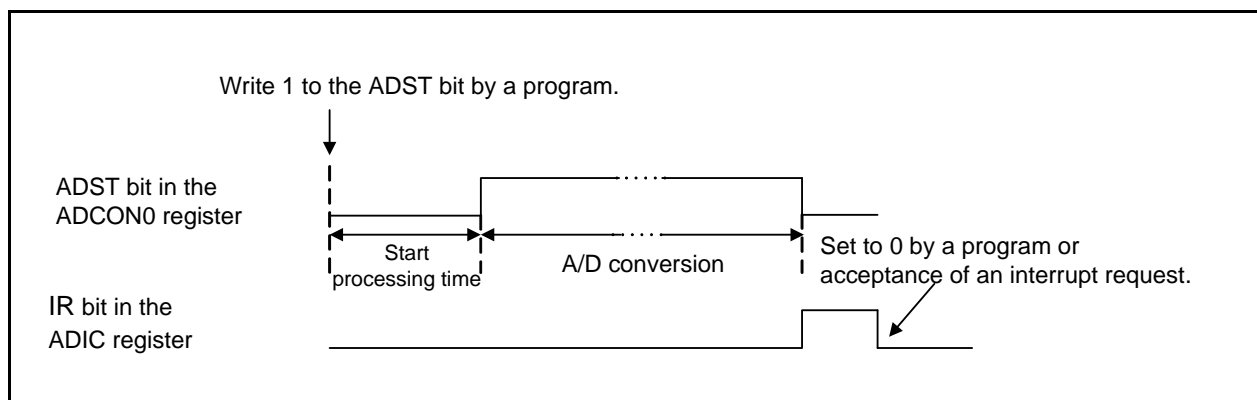 Write 1 to the ADST bit by a program.
ADST bit in the
ADCON0 register
Start
processing time
A/D conversion
Set to 0 by a program or
acceptance of an interrupt request.
IR bit in the
ADIC register